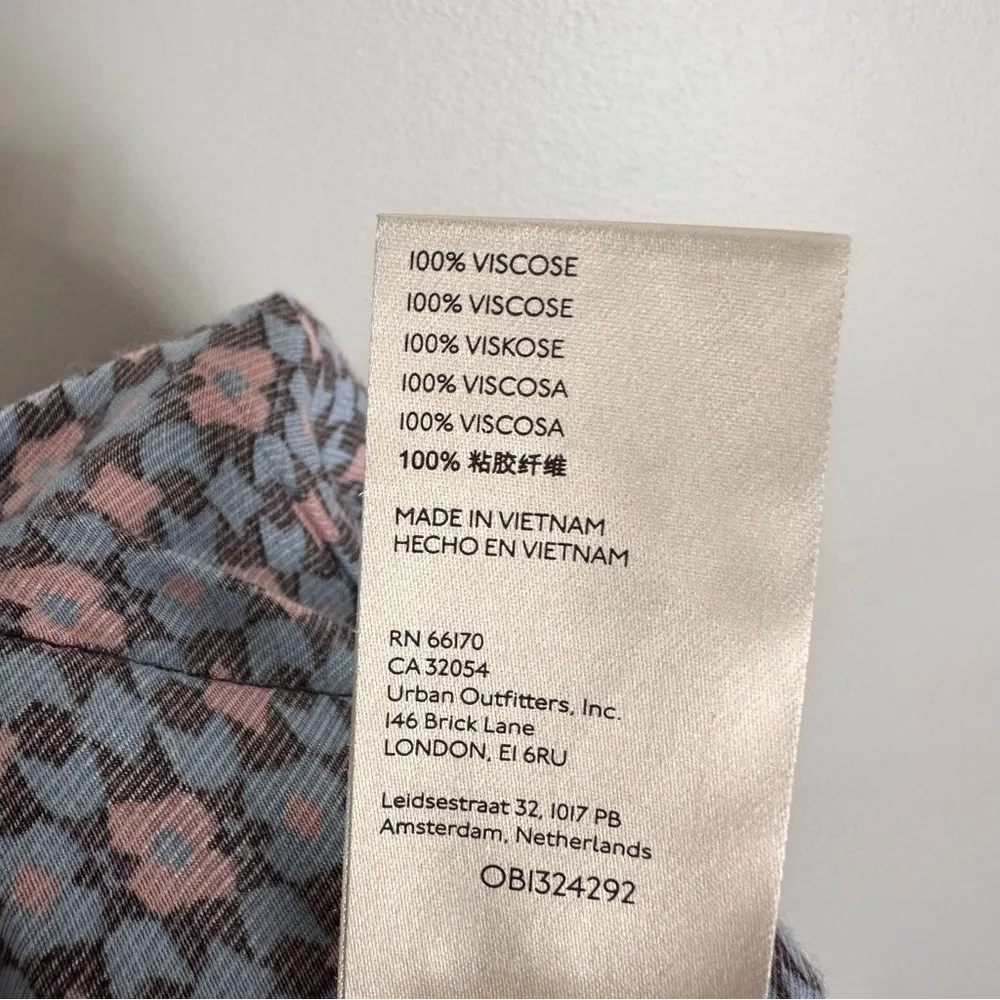 100% VISCOSE
100% VISCOSE
100% VISKOSE
100% VISCOSA
100% VISCOSA
100% 粘胶纤维
MADE IN VIETNAM
HECHO EN VIETNAM
RN 66170
CA 32054
Urban Outfitters, Inc.
146 Brick Lane
LONDON, E1 6RU
Leidsestraat 32, 1017 PB
Amsterdam, Netherlands
OB1324292